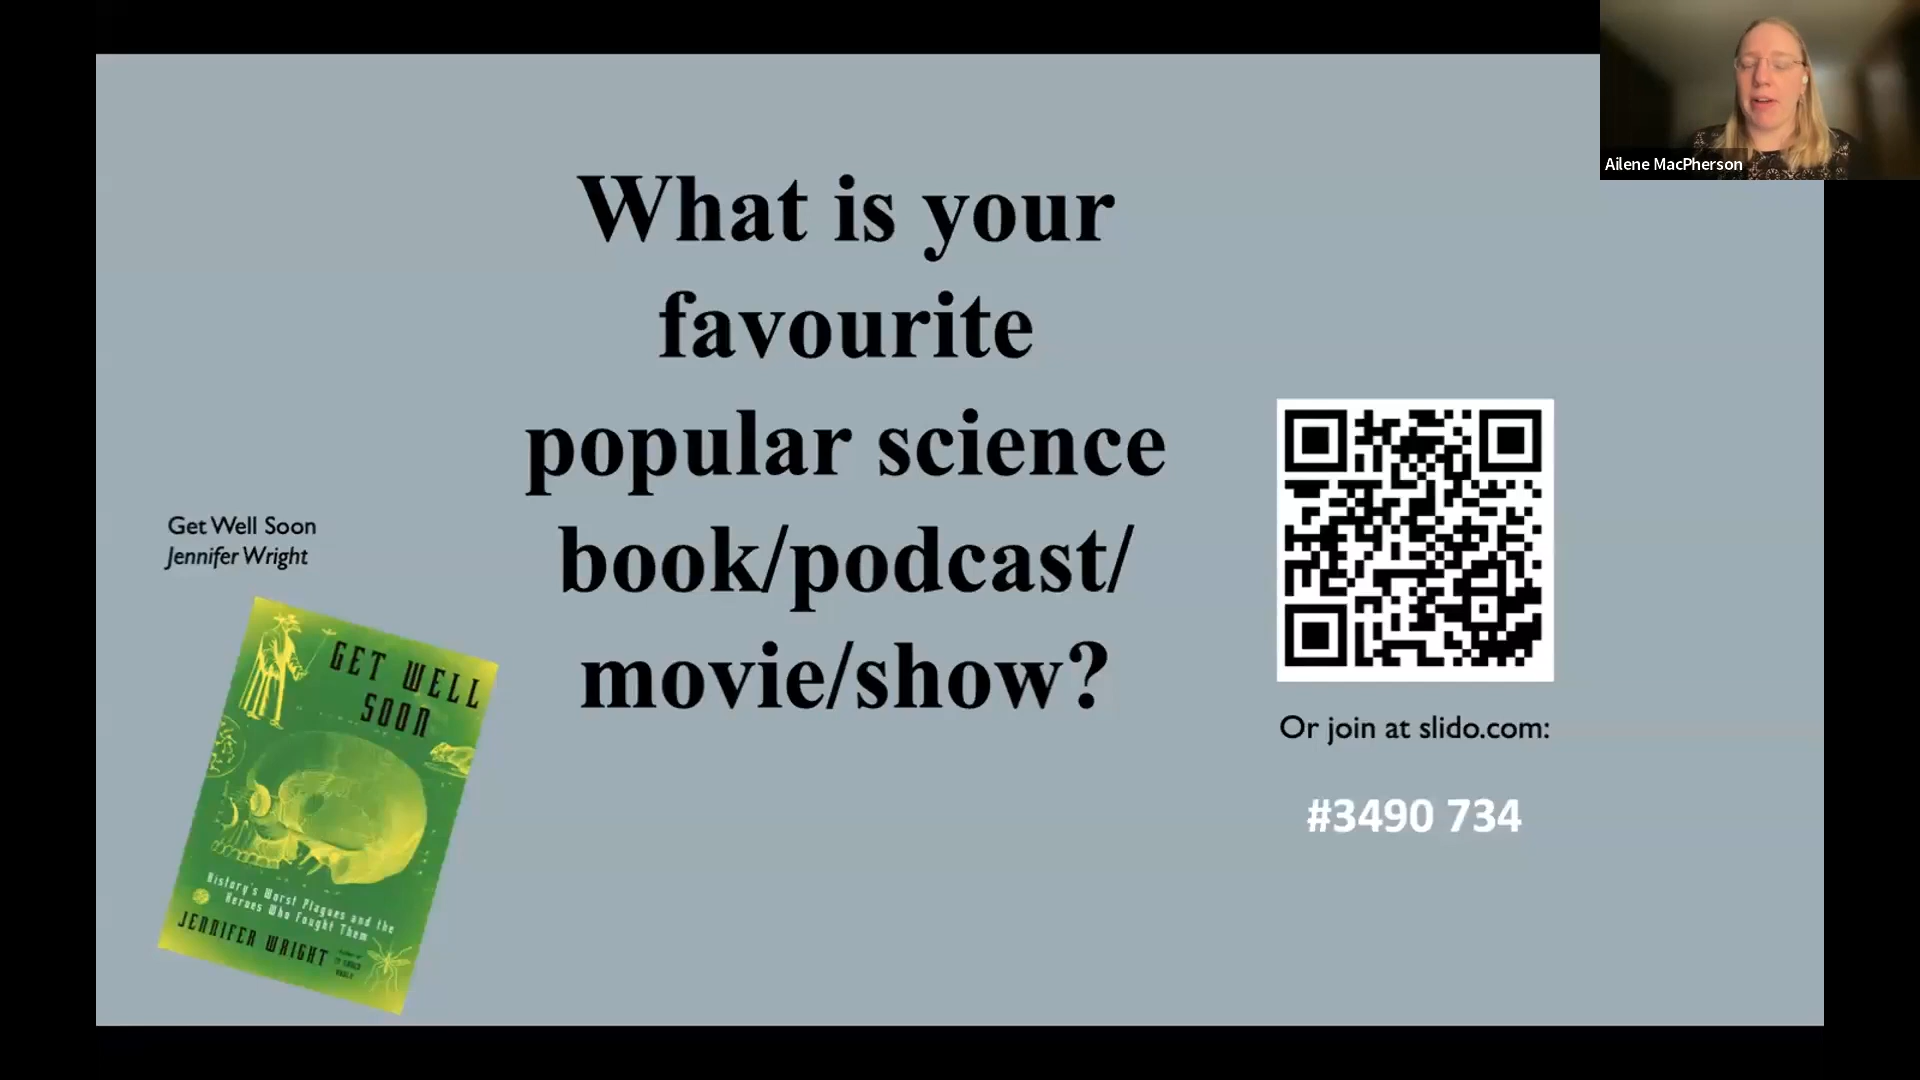 Ailene MacPherson
What is your
favourite
popular science
book/podcast/
movie/show?
Get Well Soon
Jennifer Wright
GET WELL
SOON
History's Worst Plagues and the
Heroes Who Fought Them
JENNIFER WRIGHT
Or join at slido.com:
#3490 734